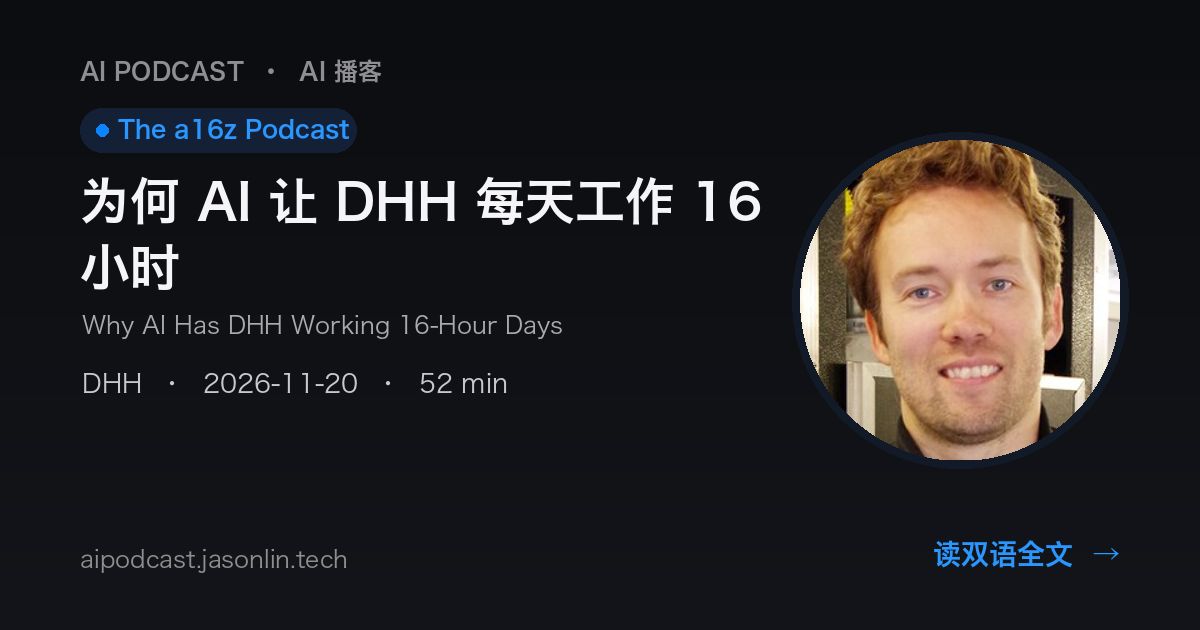 AI PODCAST · AI 播客
The a16z Podcast
为何 AI 让 DHH 每天工作 16
小时
Why AI Has DHH Working 16-Hour Days
DHH · 2026-11-20 · 52 min
aipodcast.jasonlin.tech
读双语全文 →